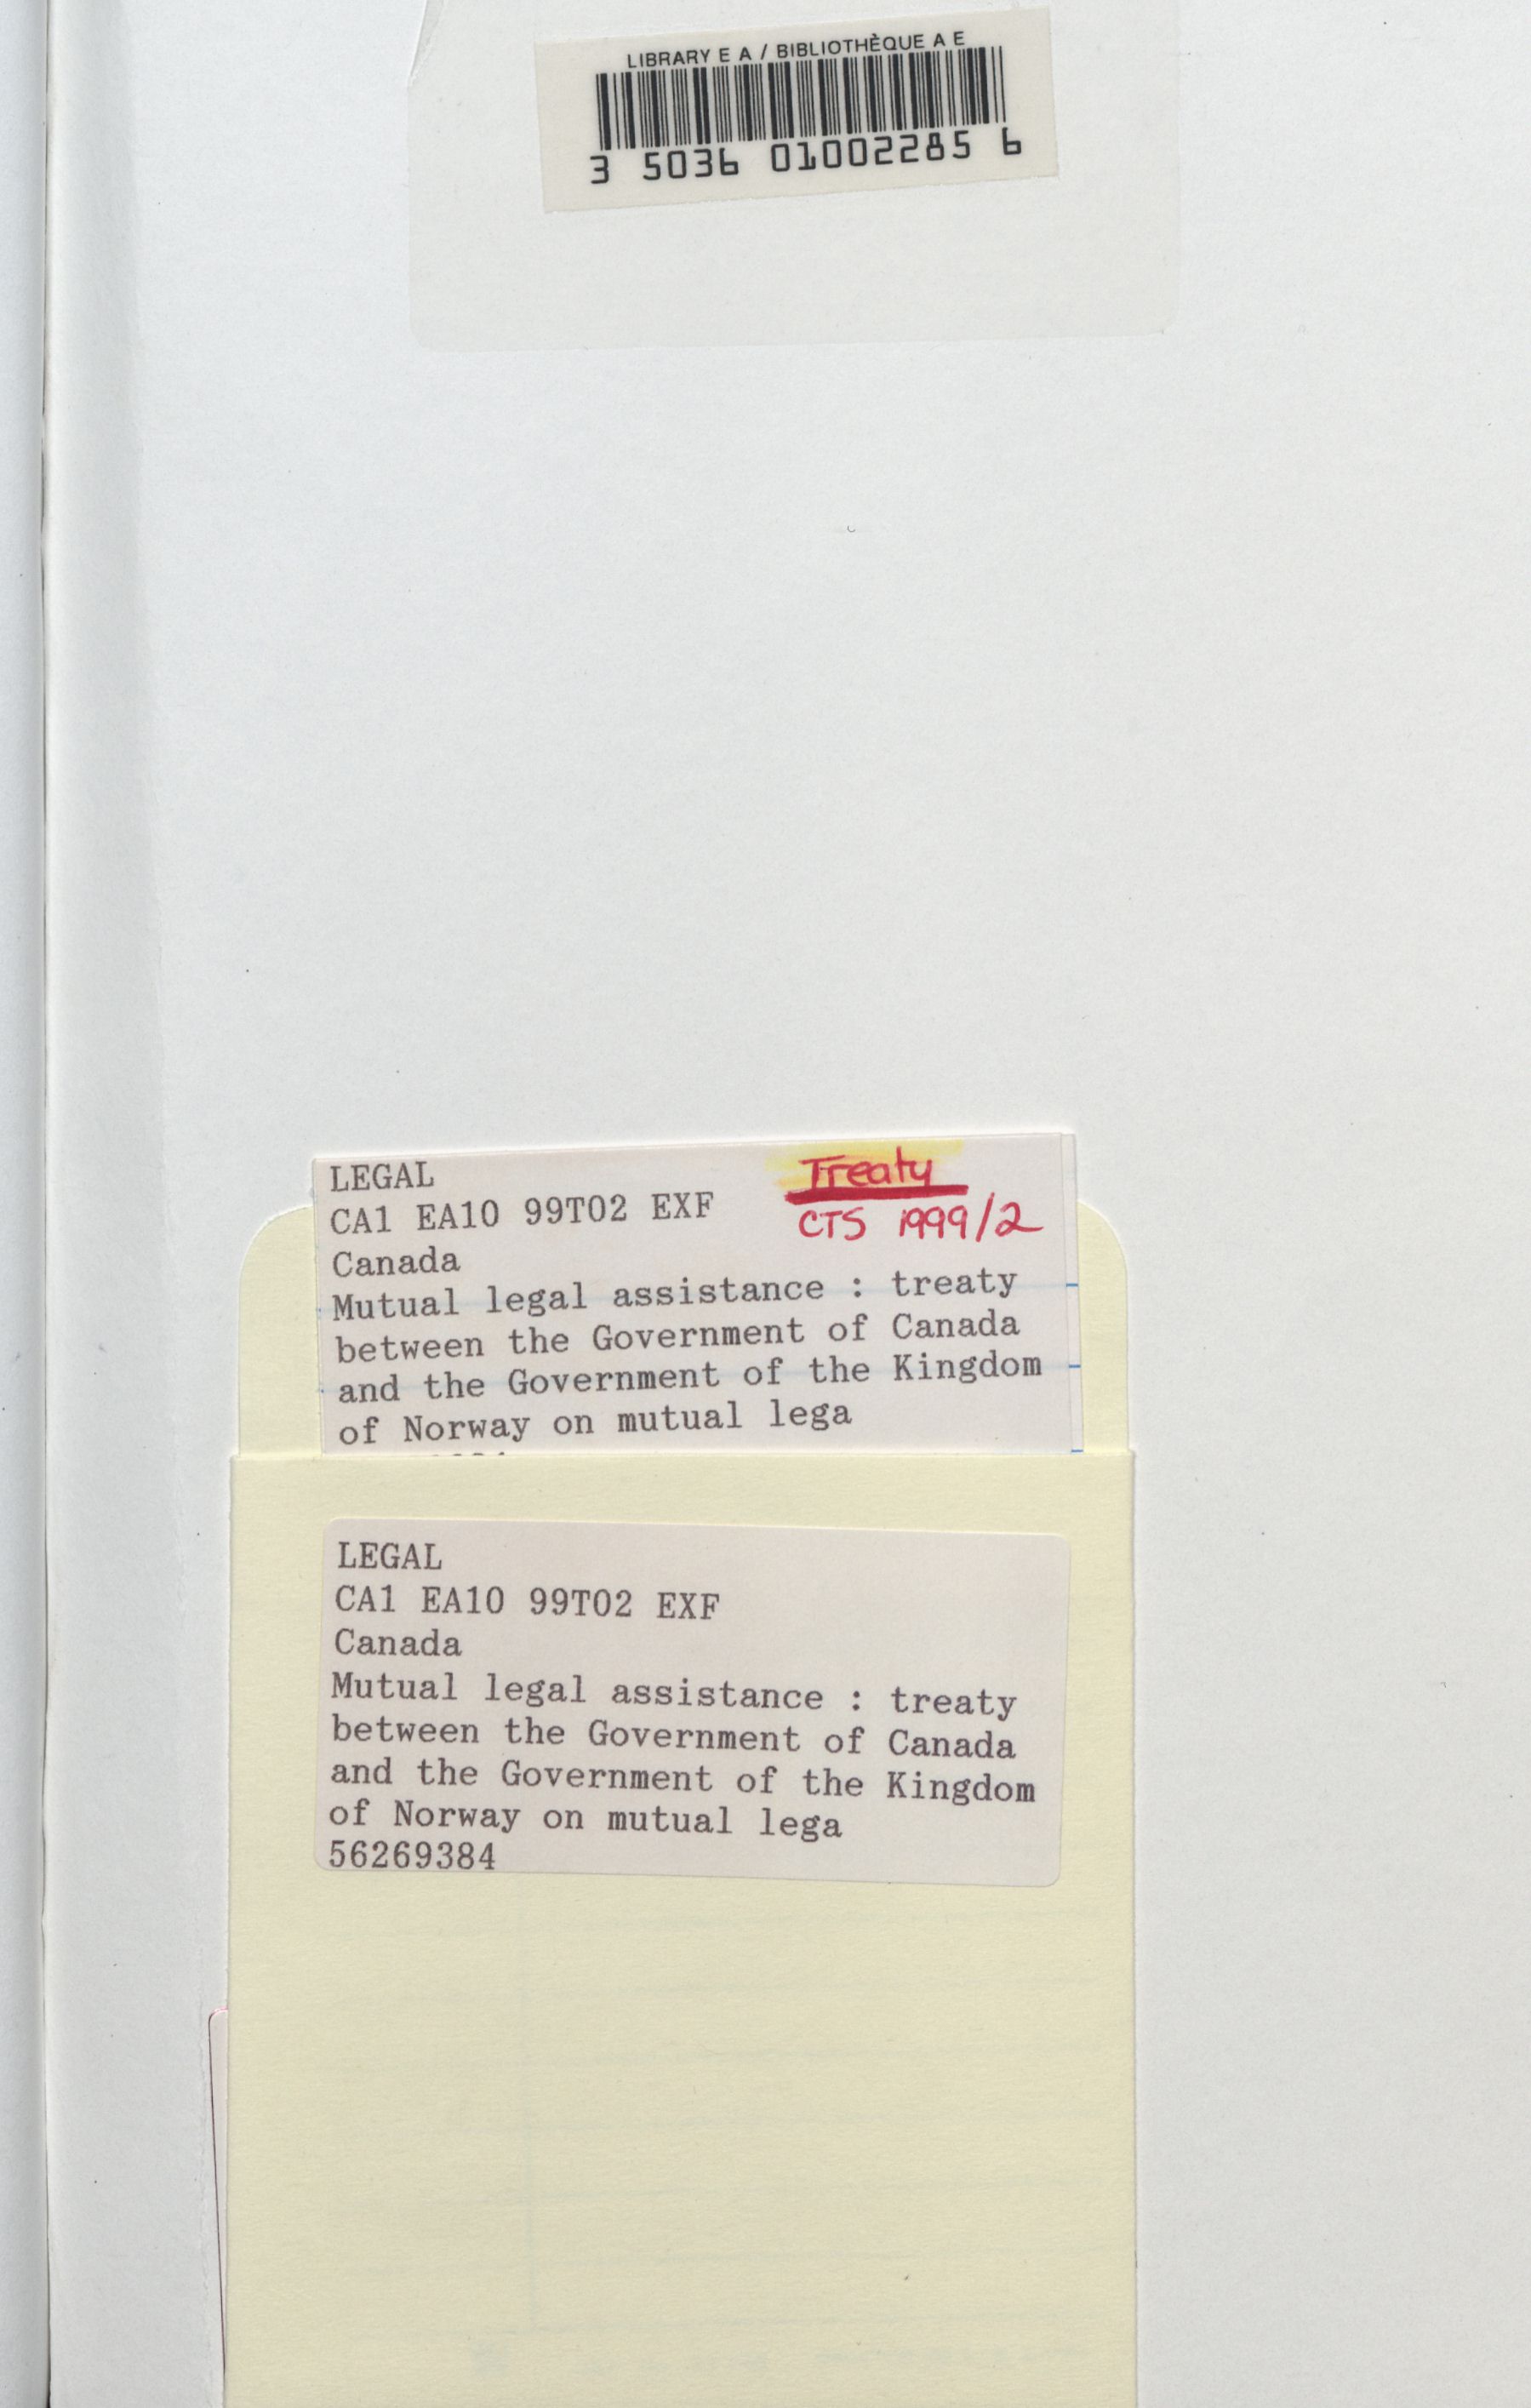 LIBRARY E A / BIBLIOTHÈQUE A E
3 5036 01002285 6
LEGAL
CA1 EA10 99T02 EXF
Treaty
CTS 1999/2
Canada
Mutual legal assistance : treaty
between the Government of Canada
and the Government of the Kingdom
of Norway on mutual lega
LEGAL
CA1 EA10 99T02 EXF
Canada
Mutual legal assistance : treaty
between the Government of Canada
and the Government of the Kingdom
of Norway on mutual lega
56269384